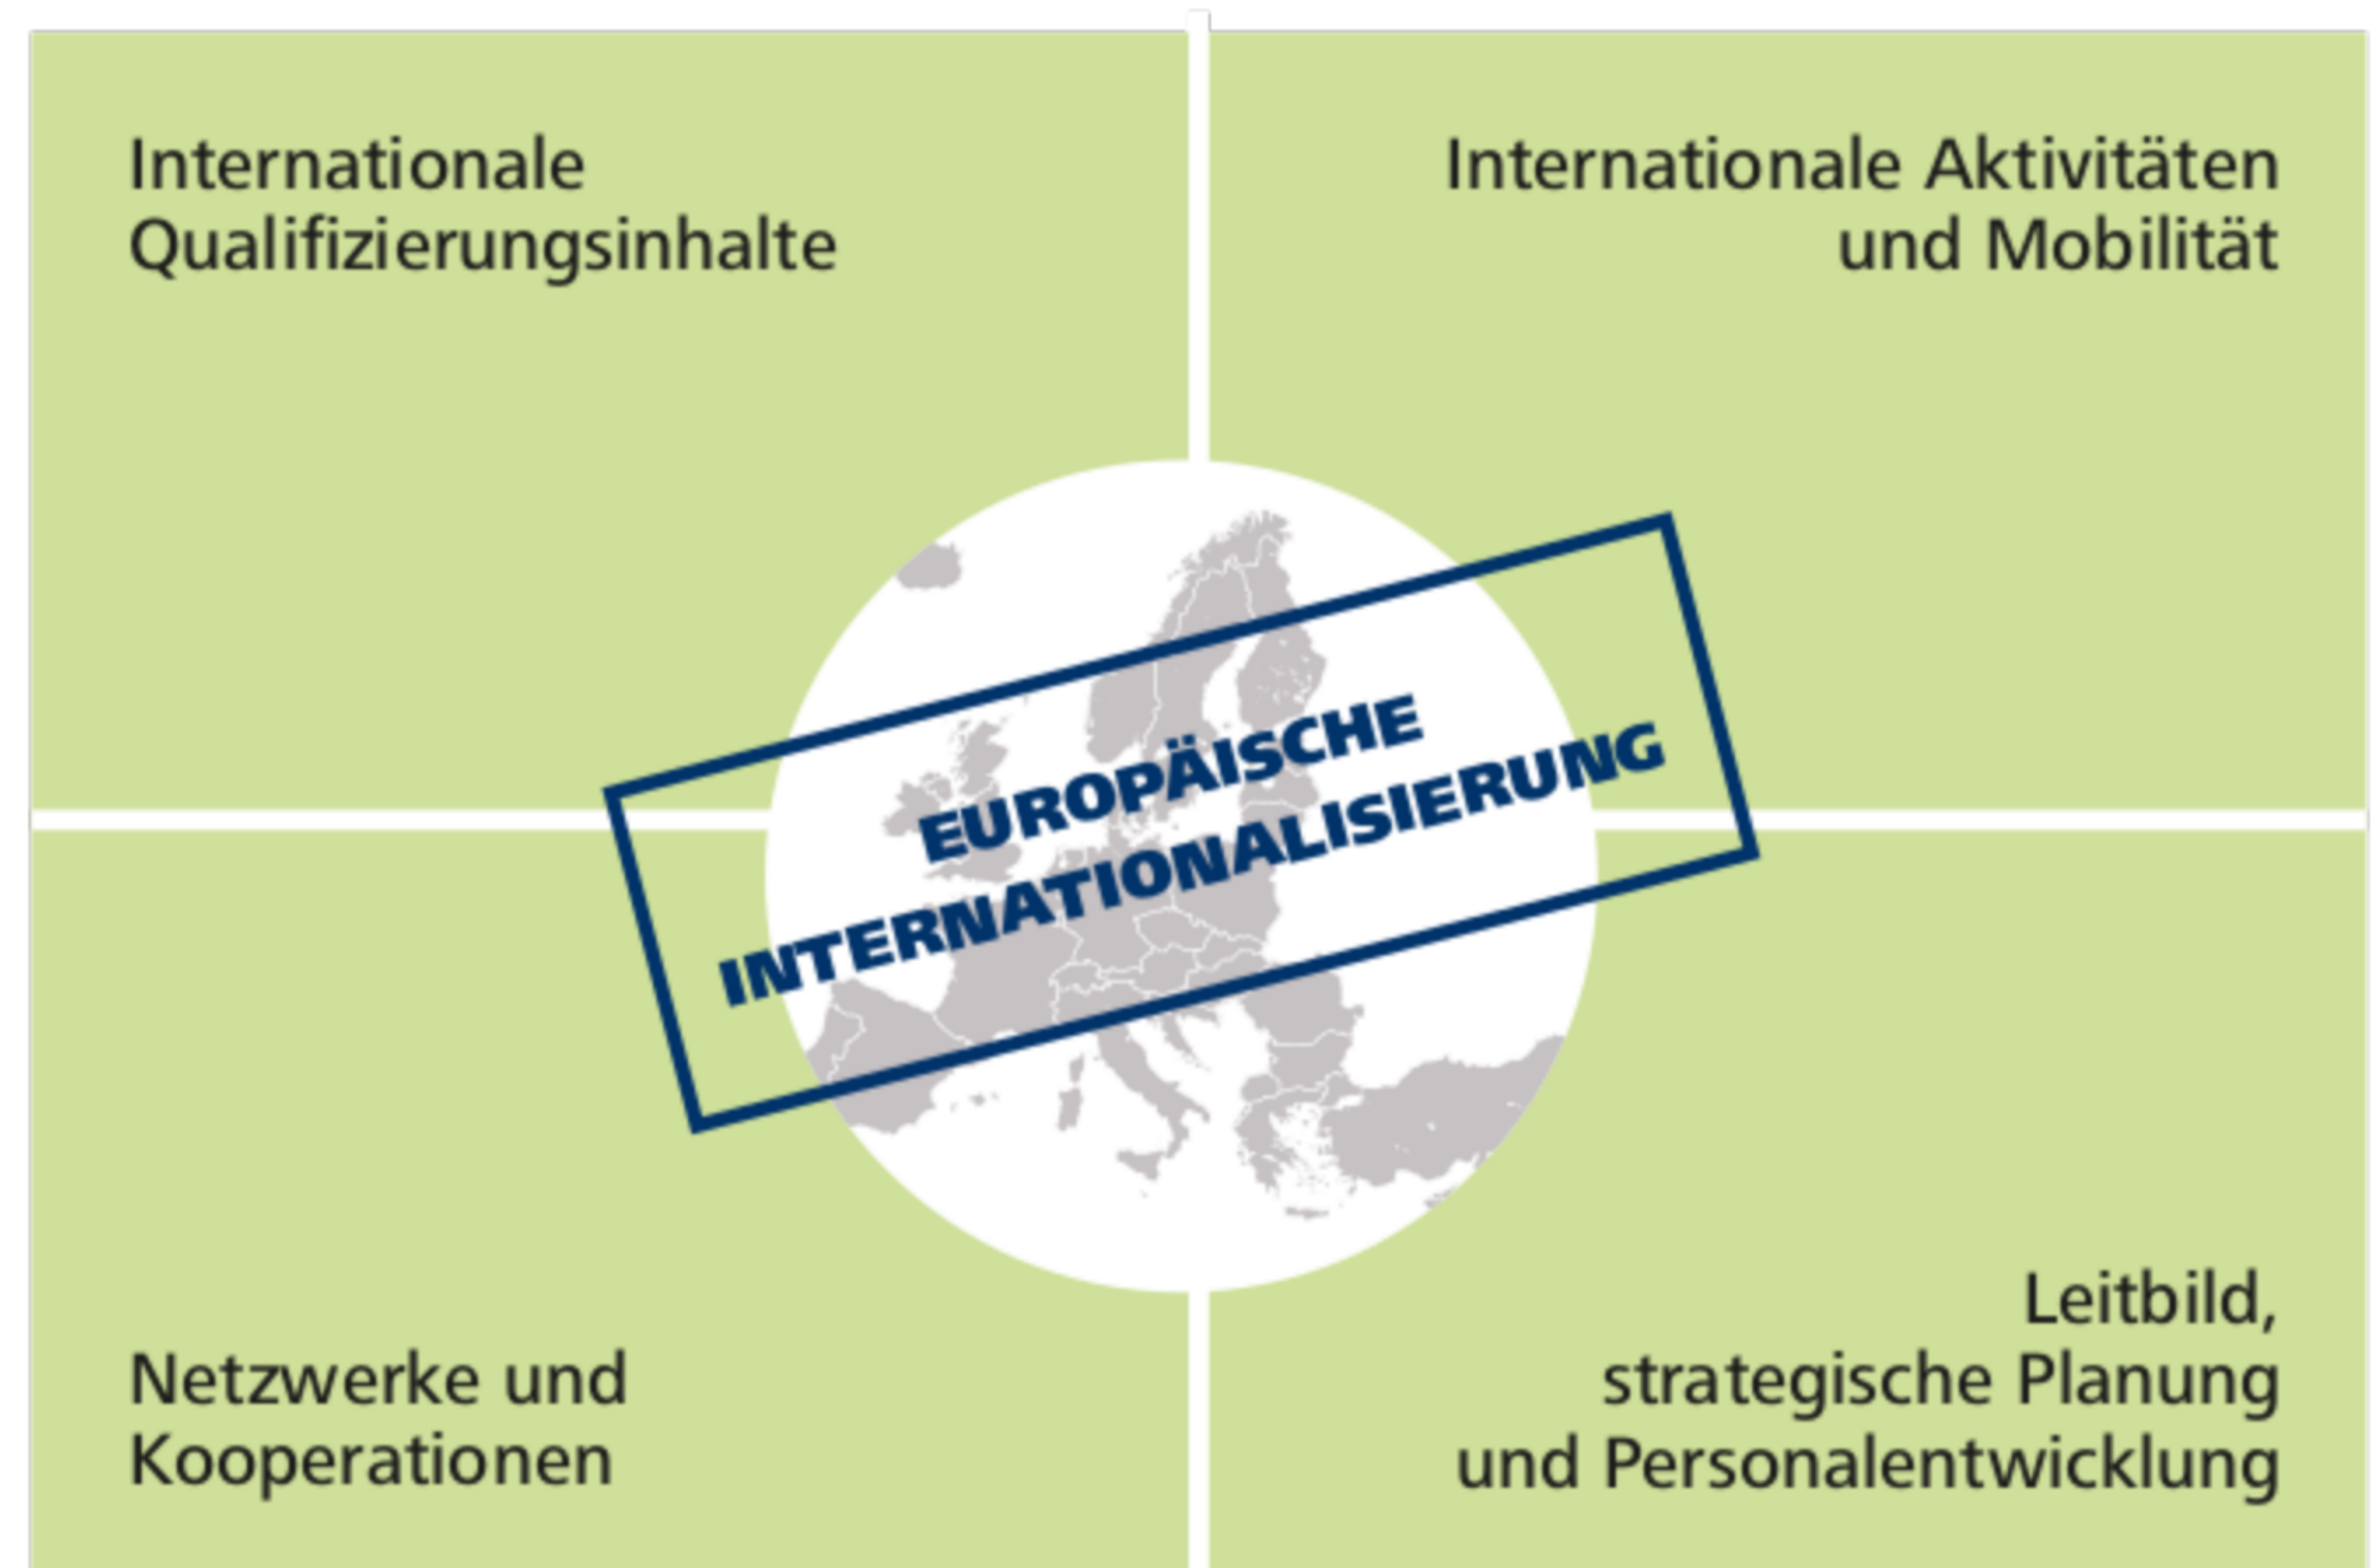 Internationale
Qualifizierungsinhalte
Internationale Aktivitäten
und Mobilität
EUROPÄISCHE
INTERNATIONALISIERUNG
Netzwerke und
Kooperationen
Leitbild,
strategische Planung
und Personalentwicklung